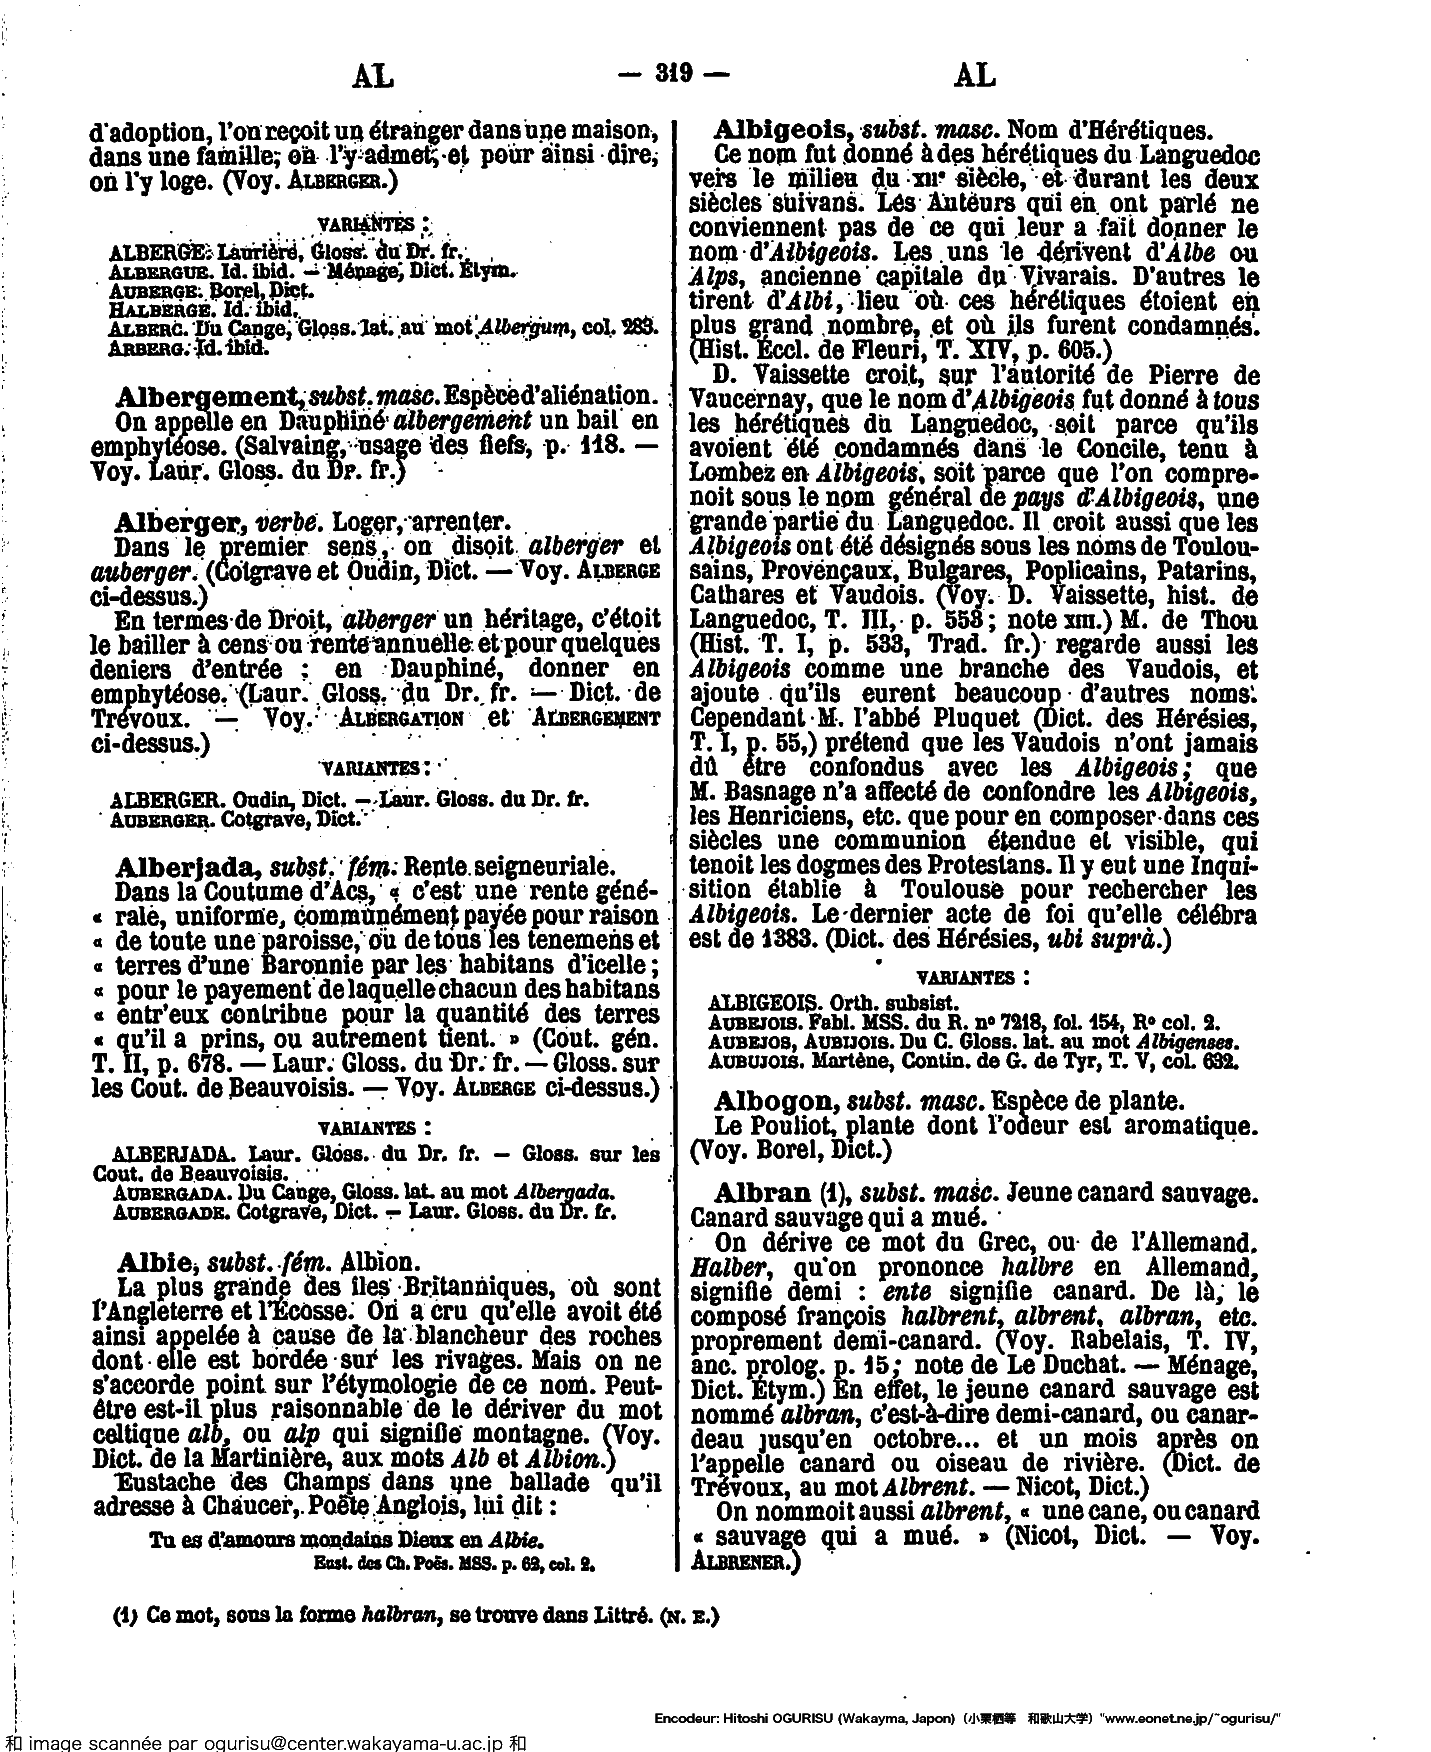 AL
— 319 —
AL
d'adoption, l'on reçoit un étranger dans une maison,
dans une famille; on l'y admet, et pour ainsi dire,
on l'y loge. (Voy. ALBERGER.)
VARIANTES :
ALBERGE. Laurière, Gloss. du Dr. fr.
ALBERGUE. Id. ibid. — Ménage, Dict. Etym.
AUBERGE. Borel, Dict.
HALBERGE. Id. ibid.
ALBERC. Du Cange, Gloss. lat. au mot Albergum, col. 283.
ARBERG. Id. ibid.
Albergement, subst. masc. Espèce d'aliénation.
On appelle en Dauphiné albergement un bail en
emphytéose. (Salvaing, usage des fiefs, p. 118. —
Voy. Laur. Gloss. du Dr. fr.)
Alberger, verbe. Loger, arrenter.
Dans le premier sens, on disoit alberger et
auberger. (Cotgrave et Oudin, Dict. — Voy. ALBERGE
ci-dessus.)
En termes de Droit, alberger un héritage, c'étoit
le bailler à cens ou rente annuelle et pour quelques
deniers d'entrée ; en Dauphiné, donner en
emphytéose. (Laur. Gloss. du Dr. fr. — Dict. de
Trévoux. — Voy. ALBERGATION et ALBERGEMENT
ci-dessus.)
VARIANTES :
ALBERGER. Oudin, Dict. — Laur. Gloss. du Dr. fr.
AUBERGER. Cotgrave, Dict.
Alberjada, subst. fém. Rente seigneuriale.
Dans la Coutume d'Acs, « c'est une rente géné-
« rale, uniforme, communément payée pour raison
« de toute une paroisse, ou de tous les tenemens et
« terres d'une Baronnie par les habitans d'icelle ;
« pour le payement de laquelle chacun des habitans
« entr'eux contribue pour la quantité des terres
« qu'il a prins, ou autrement tient. » (Cout. gén.
T. II, p. 678. — Laur. Gloss. du Dr. fr. — Gloss. sur
les Cout. de Beauvoisis. — Voy. ALBERGE ci-dessus.)
VARIANTES :
ALBERJADA. Laur. Gloss. du Dr. fr. — Gloss. sur les
Cout. de Beauvoisis.
AUBERGADA. Du Cange, Gloss. lat. au mot Albergada.
AUBERGADE. Cotgrave, Dict. — Laur. Gloss. du Dr. fr.
Albie, subst. fém. Albion.
La plus grande des îles Britanniques, où sont
l'Angleterre et l'Ecosse. On a cru qu'elle avoit été
ainsi appelée à cause de la blancheur des roches
dont elle est bordée sur les rivages. Mais on ne
s'accorde point sur l'étymologie de ce nom. Peut-
être est-il plus raisonnable de le dériver du mot
celtique alb, ou alp qui signifie montagne. (Voy.
Dict. de la Martinière, aux mots Alb et Albion.)
Eustache des Champs dans une ballade qu'il
adresse à Chaucer, Poëte Anglois, lui dit :
Tu es d'amours mondains Dieux en Albie.
Eust. des Ch. Poës. MSS. p. 62, col. 2.
Albigeois, subst. masc. Nom d'Hérétiques.
Ce nom fut donné à des hérétiques du Languedoc
vers le milieu du XIIe siècle, et durant les deux
siècles suivans. Les Auteurs qui en ont parlé ne
conviennent pas de ce qui leur a fait donner le
nom d'Albigeois. Les uns le dérivent d'Albe ou
Alps, ancienne capitale du Vivarais. D'autres le
tirent d'Albi, lieu où ces hérétiques étoient en
plus grand nombre, et où ils furent condamnés.
(Hist. Eccl. de Fleuri, T. XIV, p. 605.)
D. Vaissette croit, sur l'autorité de Pierre de
Vaucernay, que le nom d'Albigeois fut donné à tous
les hérétiques du Languedoc, soit parce qu'ils
avoient été condamnés dans le Concile, tenu à
Lombez en Albigeois, soit parce que l'on compre-
noit sous le nom général de pays d'Albigeois, une
grande partie du Languedoc. Il croit aussi que les
Albigeois ont été désignés sous les noms de Toulou-
sains, Provençaux, Bulgares, Poplicains, Patarins,
Cathares et Vaudois. (Voy. D. Vaissette, hist. de
Languedoc, T. III, p. 553 ; note XIII.) M. de Thou
(Hist. T. I, p. 533, Trad. fr.) regarde aussi les
Albigeois comme une branche des Vaudois, et
ajoute qu'ils eurent beaucoup d'autres noms.
Cependant M. l'abbé Pluquet (Dict. des Hérésies,
T. I, p. 55,) prétend que les Vaudois n'ont jamais
dû être confondus avec les Albigeois ; que
M. Basnage n'a affecté de confondre les Albigeois,
les Henriciens, etc. que pour en composer dans ces
siècles une communion étendue et visible, qui
tenoit les dogmes des Protestans. Il y eut une Inqui-
sition établie à Toulouse pour rechercher les
Albigeois. Le dernier acte de foi qu'elle célébra
est de 1383. (Dict. des Hérésies, ubi suprà.)
VARIANTES :
ALBIGEOIS. Orth. subsist.
AUBEJOIS. Fabl. MSS. du R. nº 7218, fol. 154, Rº col. 2.
AUBEJOS, AUBIJOIS. Du C. Gloss. lat. au mot Albigenses.
AUBUJOIS. Martène, Contin. de G. de Tyr, T. V, col. 632.
Albogon, subst. masc. Espèce de plante.
Le Pouliot, plante dont l'odeur est aromatique.
(Voy. Borel, Dict.)
Albran (1), subst. masc. Jeune canard sauvage.
Canard sauvage qui a mué.
On dérive ce mot du Grec, ou de l'Allemand.
Halber, qu'on prononce halbre en Allemand,
signifie demi : ente signifie canard. De là, le
composé françois halbrent, albrent, albran, etc.
proprement demi-canard. (Voy. Rabelais, T. IV,
anc. prolog. p. 15 ; note de Le Duchat. — Ménage,
Dict. Étym.) En effet, le jeune canard sauvage est
nommé albran, c'est-à-dire demi-canard, ou canar-
deau jusqu'en octobre... et un mois après on
l'appelle canard ou oiseau de rivière. (Dict. de
Trévoux, au mot Albrent. — Nicot, Dict.)
On nommoit aussi albrent, « une cane, ou canard
« sauvage qui a mué. » (Nicot, Dict. — Voy.
ALBRENER.)
(1) Ce mot, sous la forme halbran, se trouve dans Littré. (N. E.)
Encodeur: Hitoshi OGURISU (Wakayma, Japon) (小栗栖等 和歌山大学) "www.eonet.ne.jp/~ogurisu/"
和 image scannée par ogurisu@center.wakayama-u.ac.jp 和